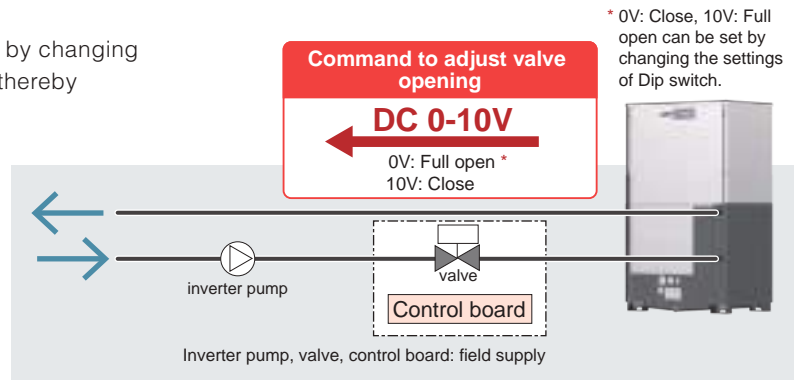 by changing
thereby
Command to adjust valve
opening
DC 0-10V
0V: Full open *
10V: Close
* 0V: Close, 10V: Full
open can be set by
changing the settings
of Dip switch.
inverter pump
valve
Control board
Inverter pump, valve, control board: field supply